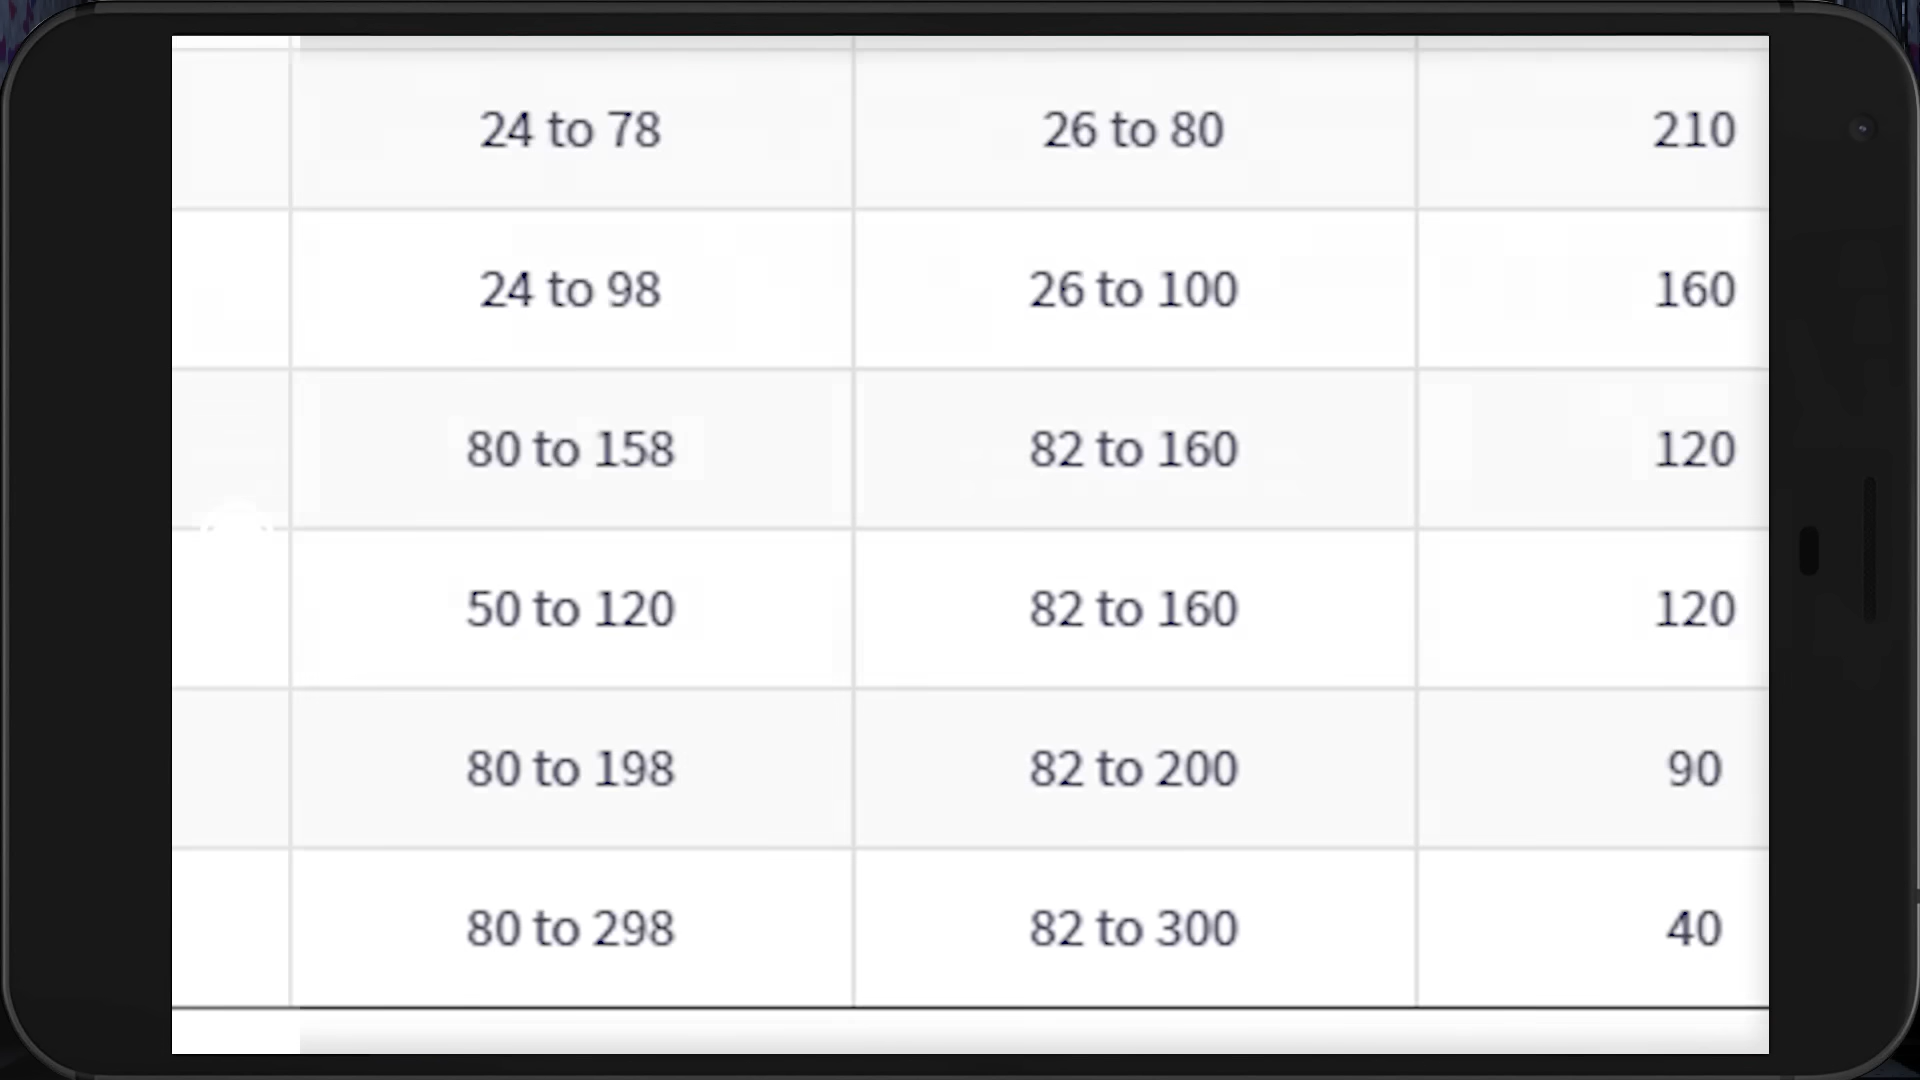 24 to 78 26 to 80 210
24 to 98 26 to 100 160
80 to 158 82 to 160 120
50 to 120 82 to 160 120
80 to 198 82 to 200 90
80 to 298 82 to 300 40